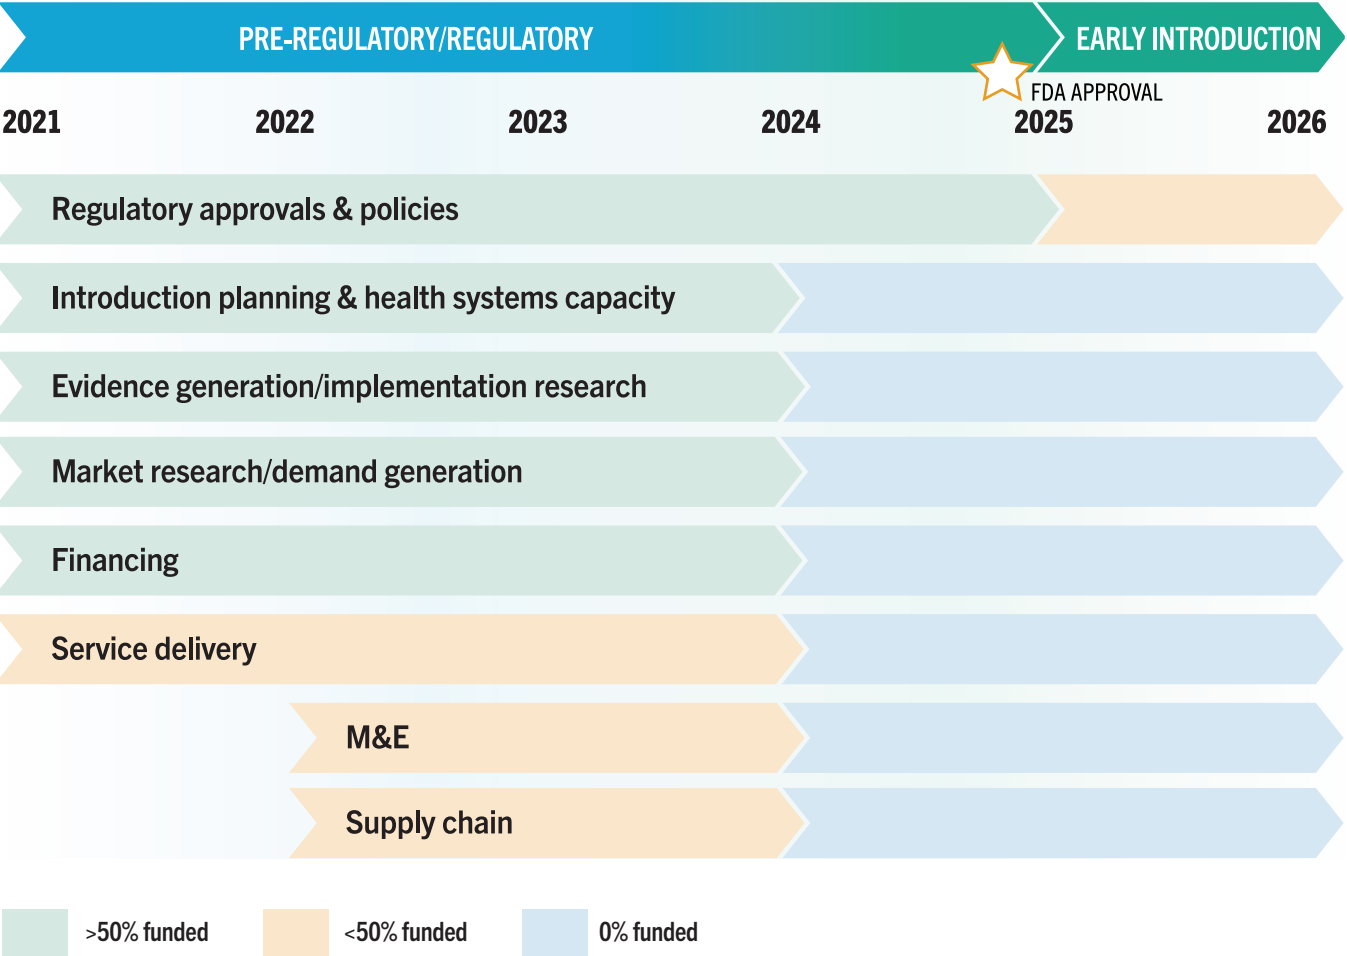 PRE-REGULATORY/REGULATORY
EARLY INTRODUCTION
FDA APPROVAL
2021
2022
2023
2024
2025
2026
Regulatory approvals & policies
Introduction planning & health systems capacity
Evidence generation/implementation research
Market research/demand generation
Financing
Service delivery
M&E
Supply chain
>50% funded
<50% funded
0% funded